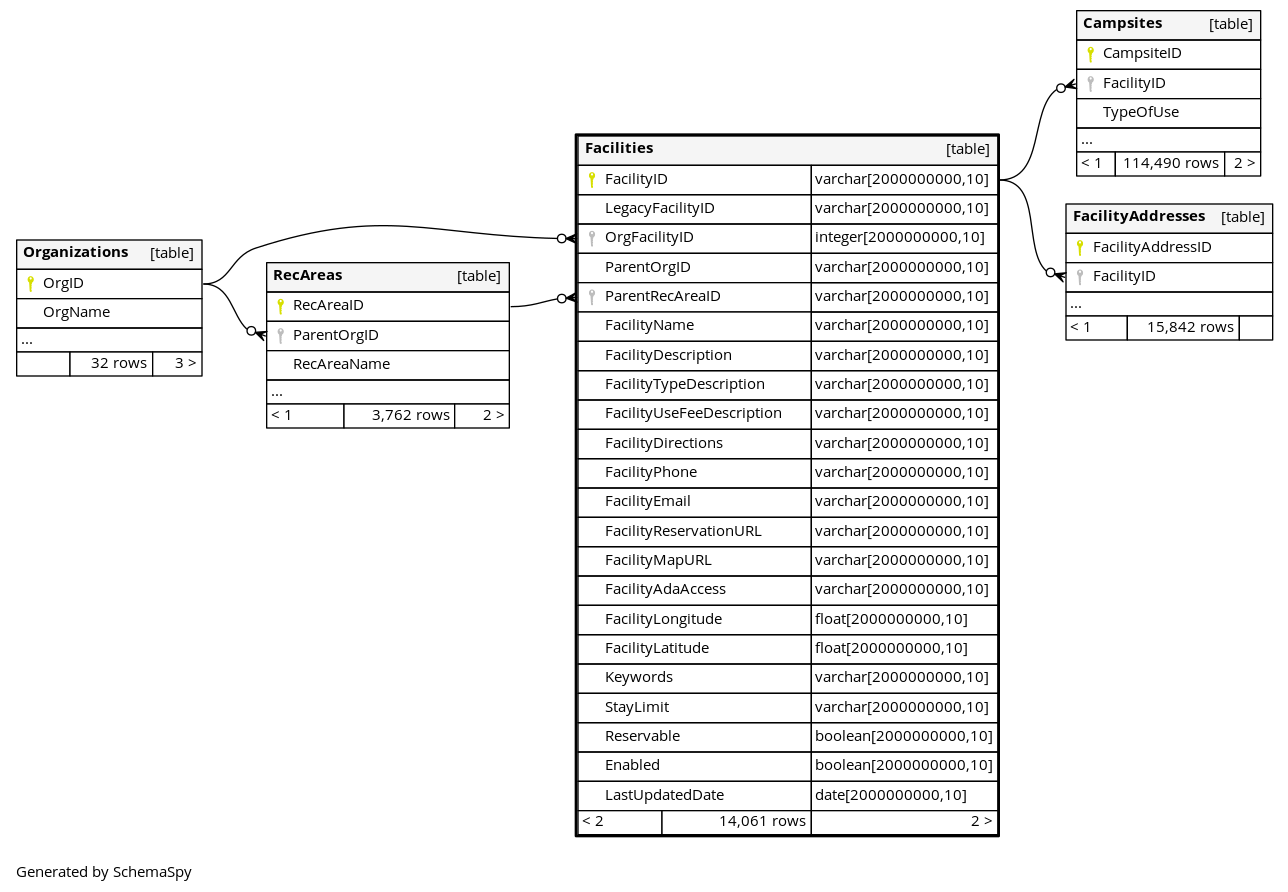 Campsites [table]
CampsiteID
FacilityID
TypeOfUse
...
< 1 114,490 rows 2 >
Facilities [table]
FacilityID varchar[2000000000,10]
LegacyFacilityID varchar[2000000000,10]
OrgFacilityID integer[2000000000,10]
ParentOrgID varchar[2000000000,10]
ParentRecAreaID varchar[2000000000,10]
FacilityName varchar[2000000000,10]
FacilityDescription varchar[2000000000,10]
FacilityTypeDescription varchar[2000000000,10]
FacilityUseFeeDescription varchar[2000000000,10]
FacilityDirections varchar[2000000000,10]
FacilityPhone varchar[2000000000,10]
FacilityEmail varchar[2000000000,10]
FacilityReservationURL varchar[2000000000,10]
FacilityMapURL varchar[2000000000,10]
FacilityAdaAccess varchar[2000000000,10]
FacilityLongitude float[2000000000,10]
FacilityLatitude float[2000000000,10]
Keywords varchar[2000000000,10]
StayLimit varchar[2000000000,10]
Reservable boolean[2000000000,10]
Enabled boolean[2000000000,10]
LastUpdatedDate date[2000000000,10]
< 2 14,061 rows 2 >
FacilityAddresses [table]
FacilityAddressID
FacilityID
...
< 1 15,842 rows
Organizations [table]
OrgID
OrgName
...
32 rows 3 >
RecAreas [table]
RecAreaID
ParentOrgID
RecAreaName
...
< 1 3,762 rows 2 >
Generated by SchemaSpy